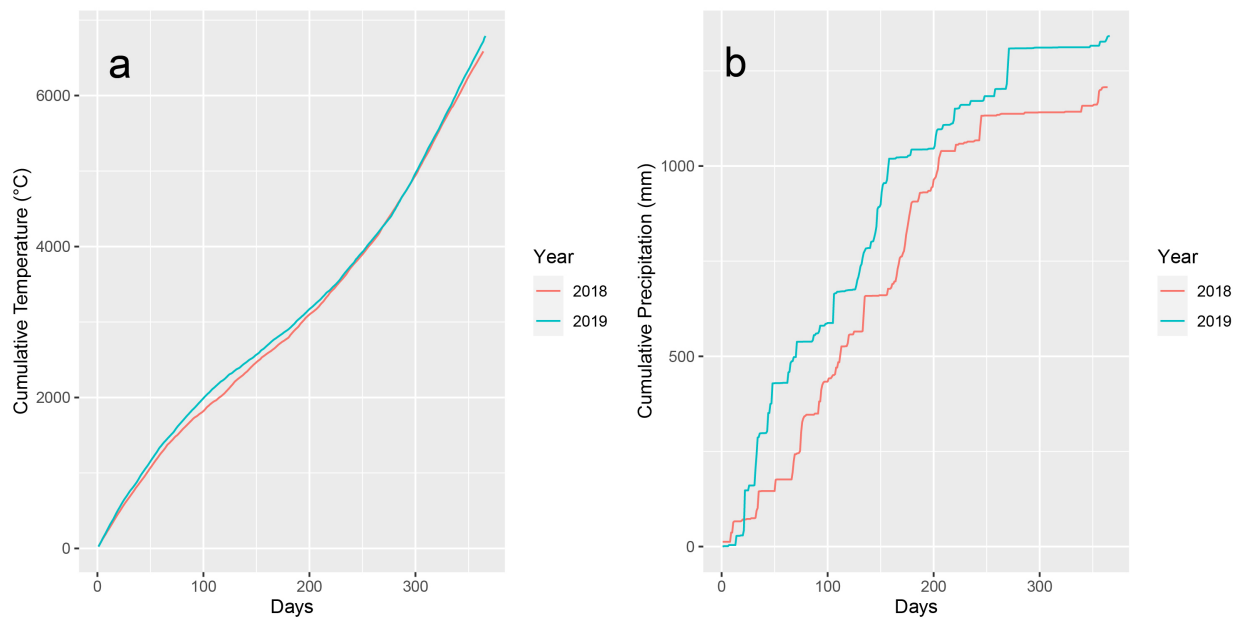 a
6000
4000
2000
0
Cumulative Temperature (°C)
0 100 200 300
Days
Year
2018
2019
b
1000
500
0
Cumulative Precipitation (mm)
0 100 200 300
Days
Year
2018
2019